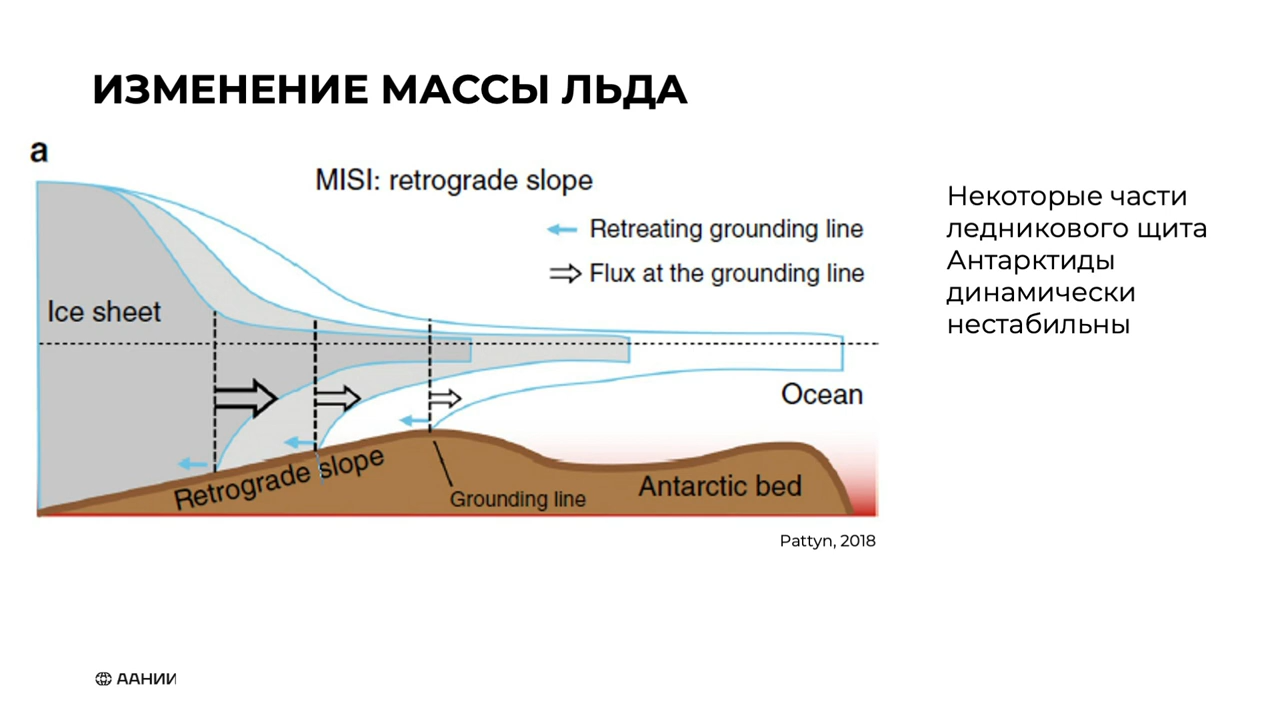 ИЗМЕНЕНИЕ МАССЫ ЛЬДА
a
MISI: retrograde slope
Retreating grounding line
Flux at the grounding line
Ice sheet
Ocean
Retrograde slope
Grounding line
Antarctic bed
Pattyn, 2018
Некоторые части
ледникового щита
Антарктиды
динамически
нестабильны
ААНИИ